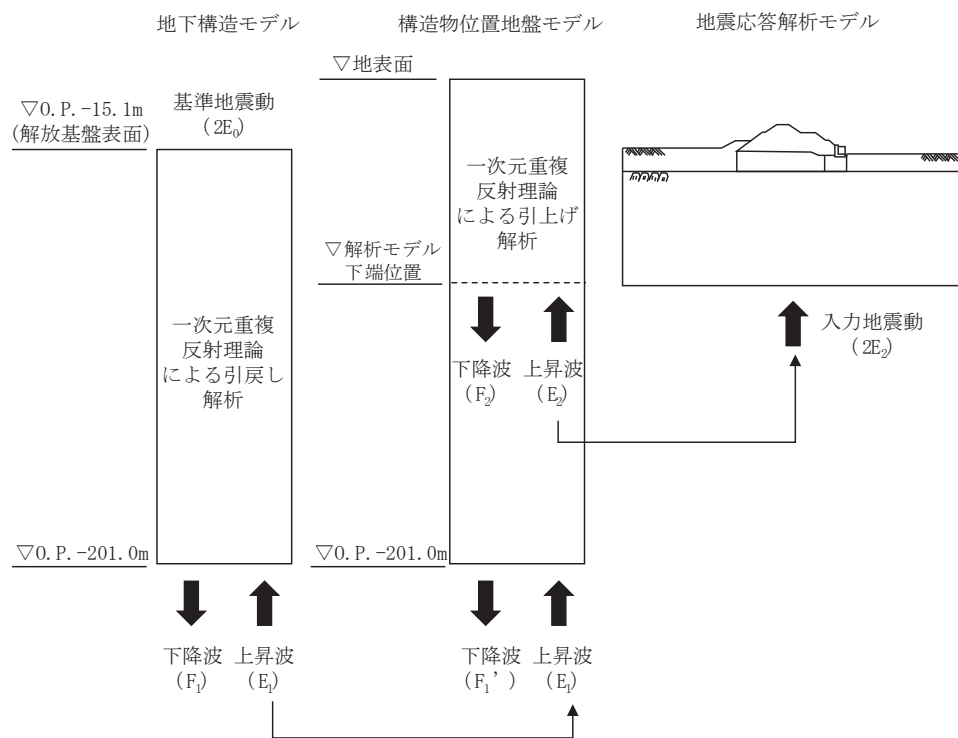 地下構造モデル
構造物位置地盤モデル
地震応答解析モデル
▽O.P.-15.1m
(解放基盤表面)
基準地震動
(2E₀)
一次元重複
反射理論
による引戻し
解析
▽O.P.-201.0m
下降波
(F₁)
上昇波
(E₁)
▽地表面
一次元重複
反射理論
による引上げ
解析
▽解析モデル
下端位置
下降波
(F₂)
上昇波
(E₂)
▽O.P.-201.0m
下降波
(F₁’)
上昇波
(E₁)
入力地震動
(2E₂)